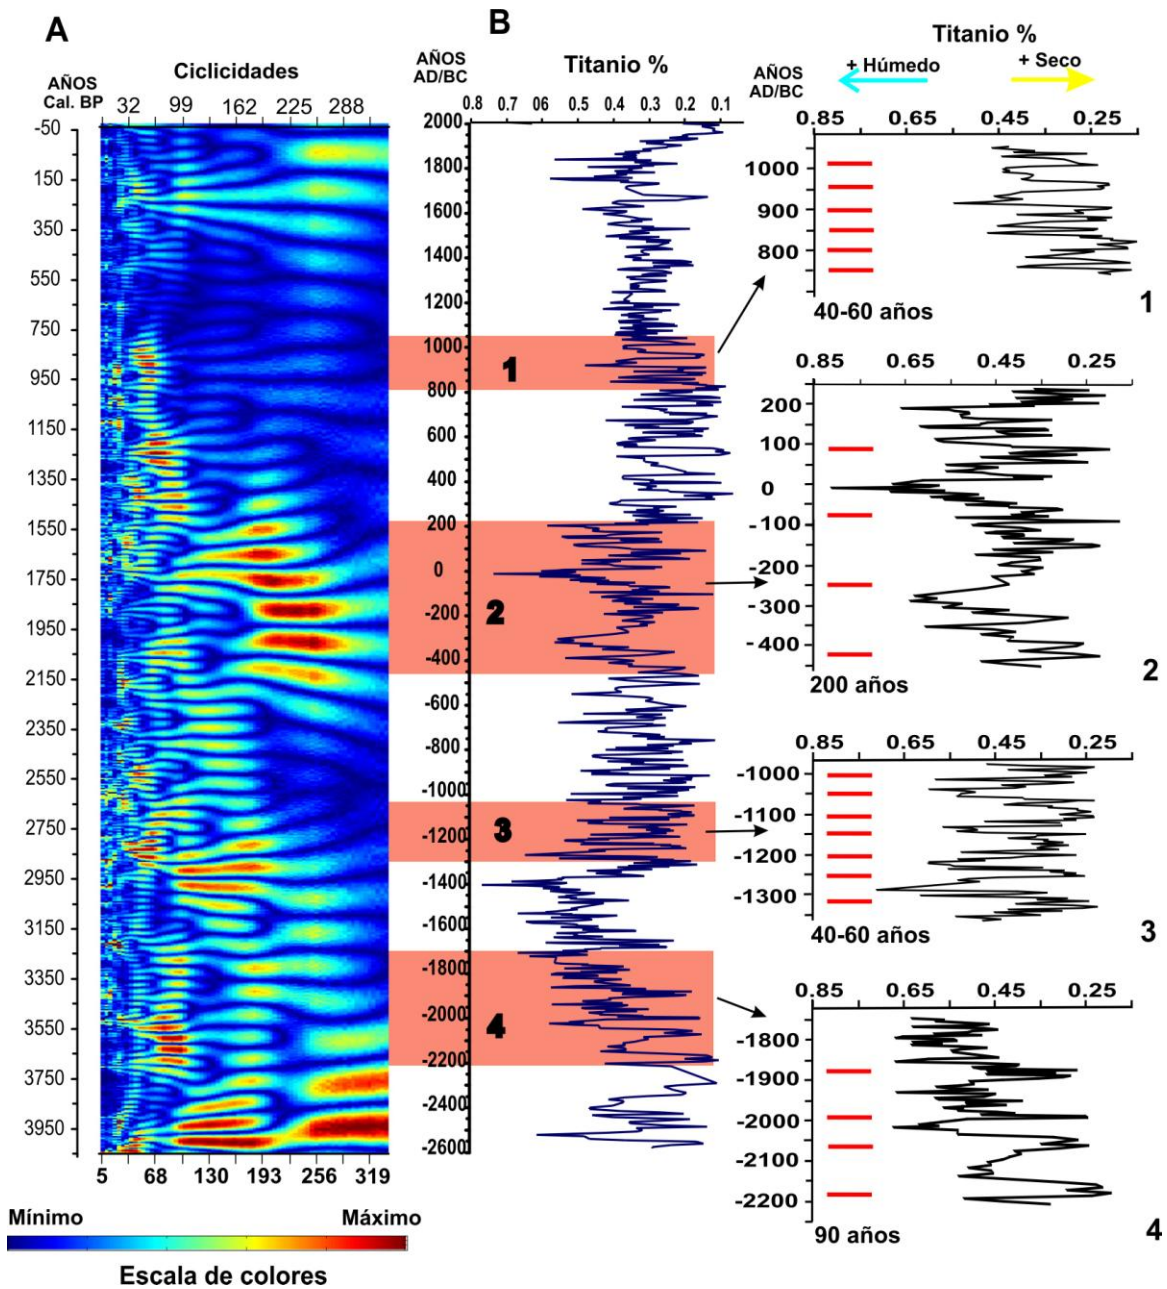 A
AÑOS
Cal. BP
Ciclicidades
32 99 162 225 288
-50
150
350
550
750
950
1150
1350
1550
1750
1950
2150
2350
2550
2750
2950
3150
3350
3550
3750
3950
5 68 130 193 256 319
Mínimo Máximo
Escala de colores
B
AÑOS
AD/BC
Titanio %
0.8 0.7 06 0.5 0.4 0.3 0.2 0.1
2000
1800
1600
1400
1200
1000
800
600
400
200
0
-200
-400
-600
-800
-1000
-1200
-1400
-1600
-1800
-2000
-2200
-2400
-2600
1
2
3
4
Titanio %
+ Húmedo + Seco
AÑOS
AD/BC
0.85 0.65 0.45 0.25
1000
900
800
40-60 años
1
0.85 0.65 0.45 0.25
200
100
0
-100
-200
-300
-400
200 años
2
0.85 0.65 0.45 0.25
-1000
-1100
-1200
-1300
40-60 años
3
0.85 0.65 0.45 0.25
-1800
-1900
-2000
-2100
-2200
90 años
4